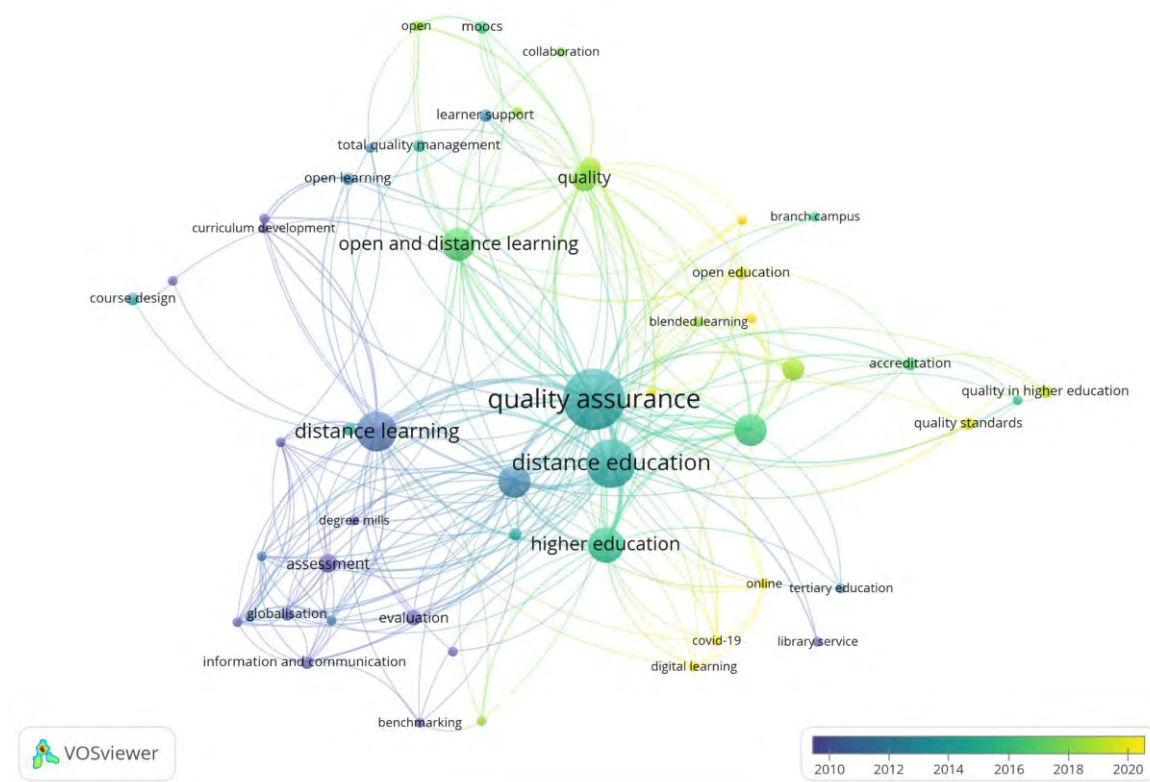 open
moocs
collaboration
learner support
total quality management
open learning
quality
curriculum development
branch campus
open and distance learning
open education
course design
blended learning
accreditation
quality in higher education
quality assurance
quality standards
distance learning
distance education
degree mills
higher education
assessment
online
tertiary education
globalisation
evaluation
covid-19
library service
information and communication
digital learning
benchmarking
VOSviewer
2010 2012 2014 2016 2018 2020